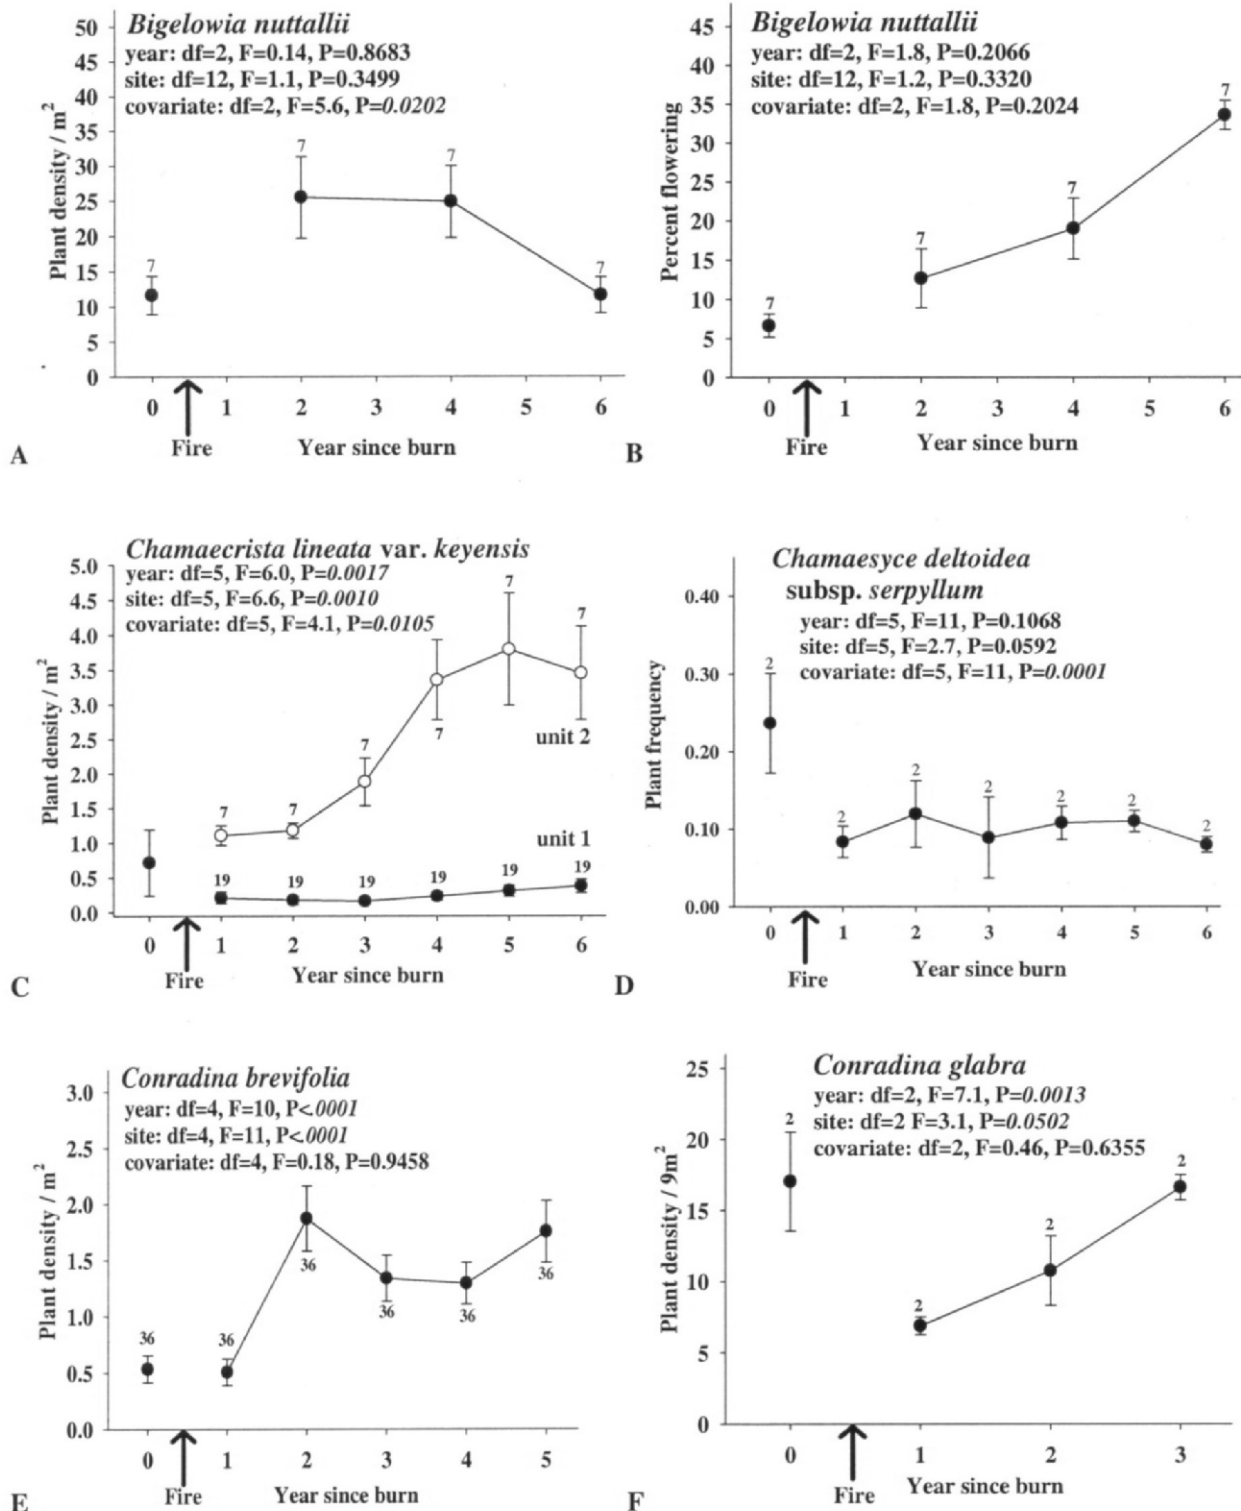 Bigelowia nuttallii
year: df=2, F=0.14, P=0.8683
site: df=12, F=1.1, P=0.3499
covariate: df=2, F=5.6, P=0.0202
Plant density / m²
50
45
40
35
30
25
20
15
10
5
0
7
7
7
7
0 1 2 3 4 5 6
Fire
Year since burn
A
Bigelowia nuttallii
year: df=2, F=1.8, P=0.2066
site: df=12, F=1.2, P=0.3320
covariate: df=2, F=1.8, P=0.2024
Percent flowering
45
40
35
30
25
20
15
10
5
0
7
7
7
7
0 1 2 3 4 5 6
Fire
Year since burn
B
Chamaecrista lineata var. keyensis
year: df=5, F=6.0, P=0.0017
site: df=5, F=6.6, P=0.0010
covariate: df=5, F=4.1, P=0.0105
Plant density / m²
5.0
4.5
4.0
3.5
3.0
2.5
2.0
1.5
1.0
0.5
0.0
7 7 7 7 7 7
unit 2
unit 1
19 19 19 19 19 19
0 1 2 3 4 5 6
Fire
Year since burn
C
Chamaesyce deltoidea
subsp. serpyllum
year: df=5, F=11, P=0.1068
site: df=5, F=2.7, P=0.0592
covariate: df=5, F=11, P=0.0001
Plant frequency
0.40
0.30
0.20
0.10
0.00
2 2 2 2 2 2 2
0 1 2 3 4 5 6
Fire
Year since burn
D
Conradina brevifolia
year: df=4, F=10, P<.0001
site: df=4, F=11, P<.0001
covariate: df=4, F=0.18, P=0.9458
Plant density / m²
3.0
2.5
2.0
1.5
1.0
0.5
0.0
36 36 36 36 36 36
0 1 2 3 4 5
Fire
Year since burn
E
Conradina glabra
year: df=2, F=7.1, P=0.0013
site: df=2 F=3.1, P=0.0502
covariate: df=2, F=0.46, P=0.6355
Plant density / 9m²
25
20
15
10
5
0
2 2 2 2
0 1 2 3
Fire
Year since burn
F